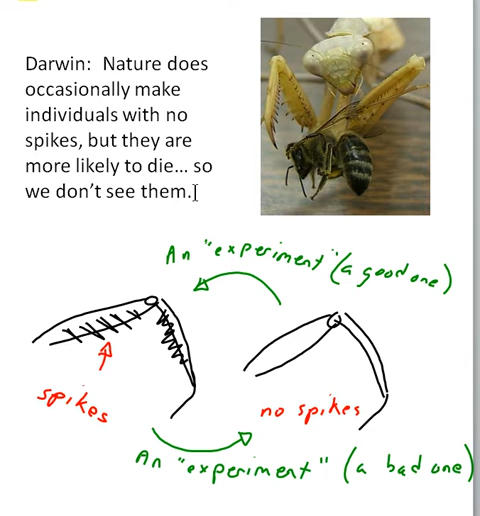 Darwin: Nature does
occasionally make
individuals with no
spikes, but they are
more likely to die... so
we don't see them.
An "experiment" (a good one)
spikes
no spikes
An "experiment" (a bad one)